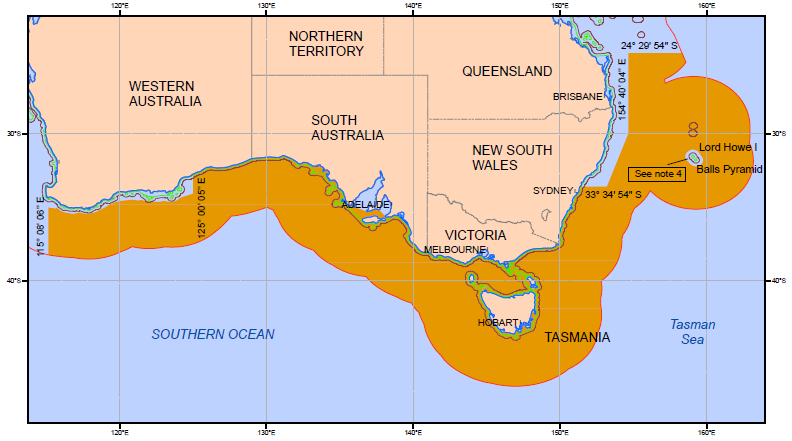 120°E
130°E
140°E
150°E
160°E
24° 29' 54" S
NORTHERN
TERRITORY
QUEENSLAND
WESTERN
AUSTRALIA
BRISBANE
154° 40' 04" E
SOUTH
AUSTRALIA
30°S
30°S
Lord Howe I
NEW SOUTH
WALES
See note 4
Balls Pyramid
SYDNEY
33° 34' 54" S
ADELAIDE
115° 08' 06" E
125° 00' 05" E
VICTORIA
MELBOURNE
40°S
40°S
HOBART
TASMANIA
SOUTHERN OCEAN
Tasman
Sea
120°E
130°E
140°E
150°E
160°E